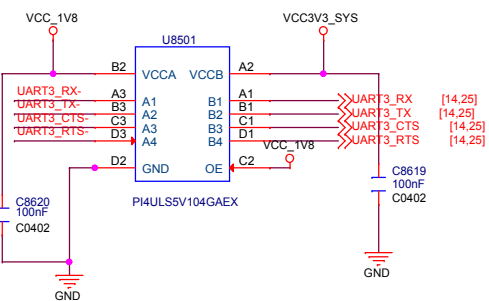 VCC_1V8
U8501
VCC3V3_SYS
B2
VCCA
VCCB
A2
UART3_RX-
A3
A1
B1
A1
UART3_RX
[14,25]
UART3_TX-
B3
A2
B2
B1
UART3_TX
[14,25]
UART3_CTS-
C3
A3
B3
C1
UART3_CTS
[14,25]
UART3_RTS-
D3
A4
B4
D1
UART3_RTS
[14,25]
VCC_1V8
D2
GND
OE
C2
PI4ULS5V104GAEX
C8619
100nF
C0402
C8620
100nF
C0402
GND
GND